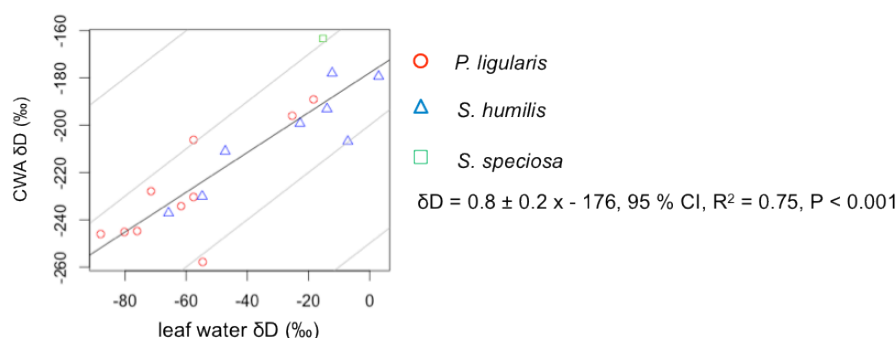 -160
-180
-200
-220
-240
-260
CWA δD (‰)
-80 -60 -40 -20 0
leaf water δD (‰)
P. ligularis
S. humilis
S. speciosa
δD = 0.8 ± 0.2 x - 176, 95 % CI, R² = 0.75, P < 0.001